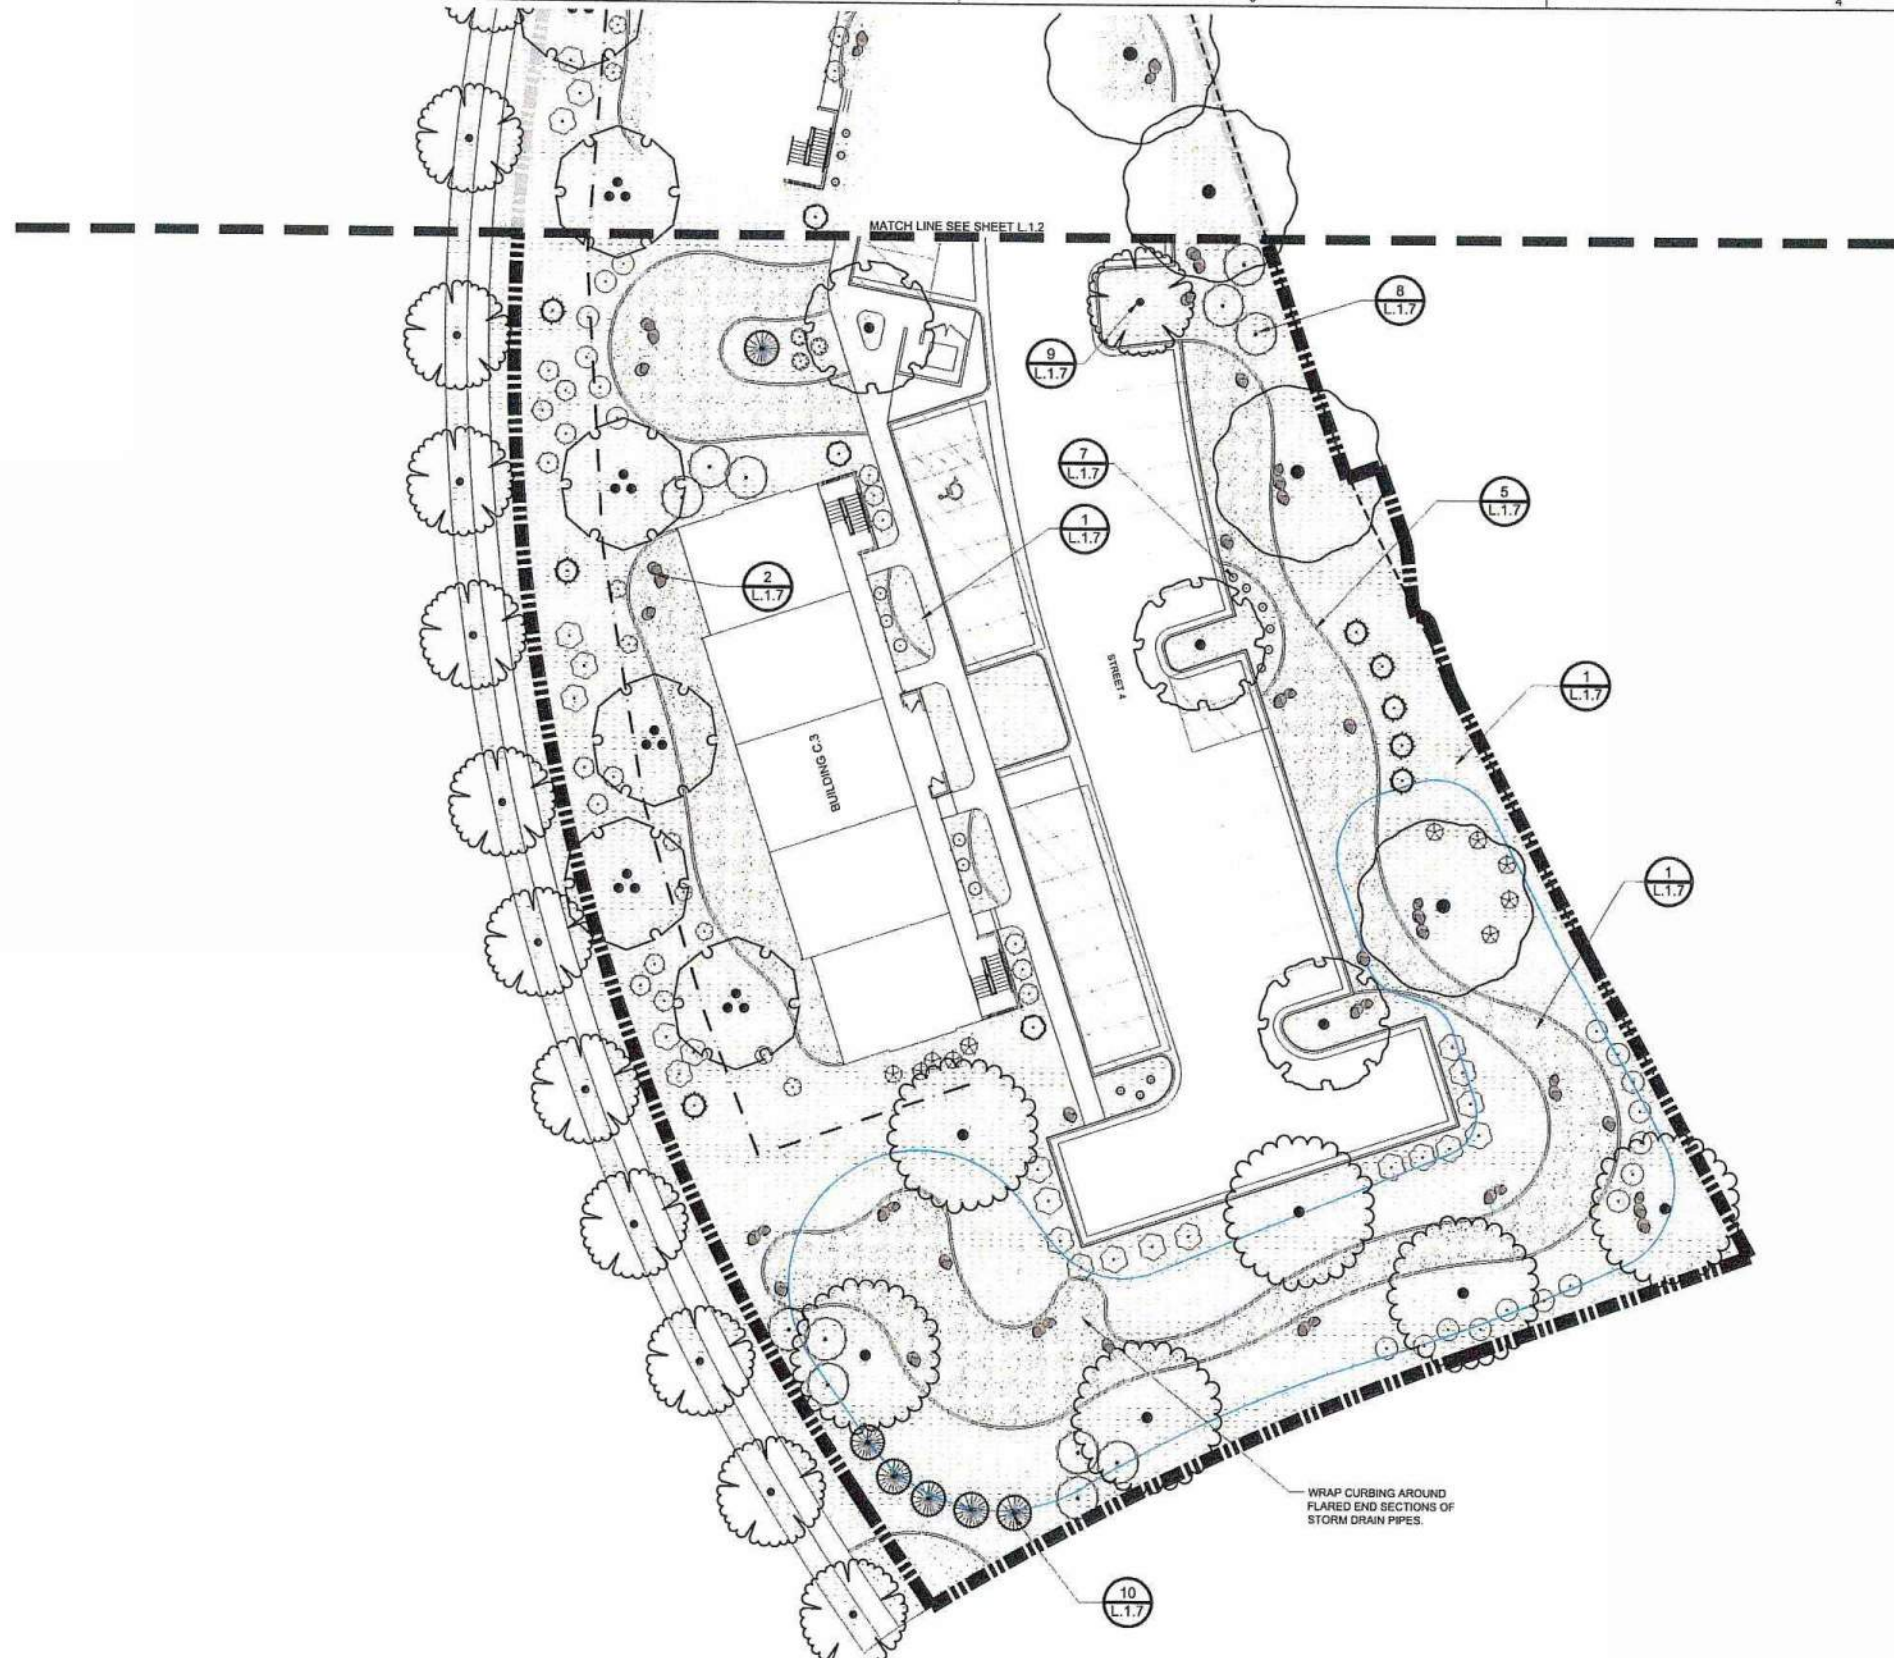 4
MATCH LINE SEE SHEET L.1.2
8
L.1.7
9
L.1.7
7
L.1.7
5
L.1.7
1
L.1.7
2
L.1.7
STREET 4
1
L.1.7
BUILDING C.3
1
L.1.7
WRAP CURBING AROUND
FLARED END SECTIONS OF
STORM DRAIN PIPES.
10
L.1.7